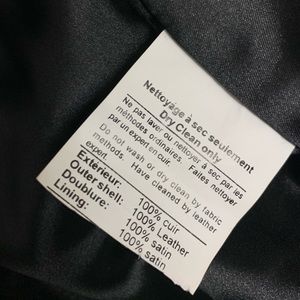 Nettoyage à sec seulement
Dry Clean only
Ne pas laver ou nettoyer à sec par les
méthodes ordinaires. Faites nettoyer
par un expert en cuir.
Do not wash or dry clean by fabric
methods. Have cleaned by leather
expert.
Extérieur: 100% cuir
Outer shell: 100% Leather
Doublure: 100% satin
Lining: 100% satin